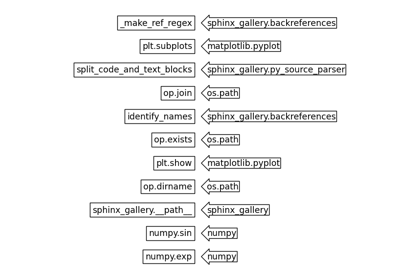 _make_ref_regex sphinx_gallery.backreferences
plt.subplots matplotlib.pyplot
split_code_and_text_blocks sphinx_gallery.py_source_parser
op.join os.path
identify_names sphinx_gallery.backreferences
op.exists os.path
plt.show matplotlib.pyplot
op.dirname os.path
sphinx_gallery.__path__ sphinx_gallery
numpy.sin numpy
numpy.exp numpy